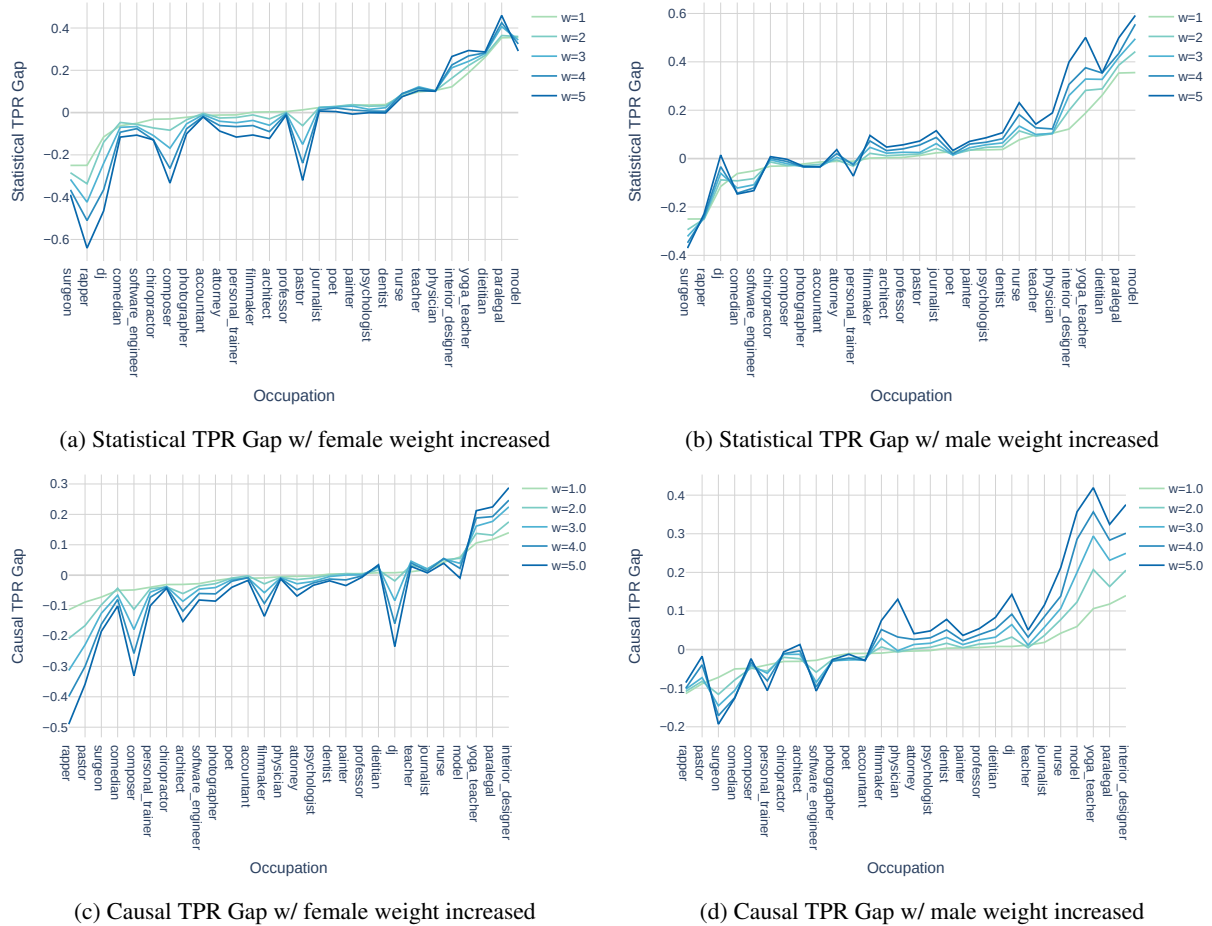 Statistical TPR Gap
0.4
0.2
0
−0.2
−0.4
−0.6
surgeon
rapper
dj
comedian
software_engineer
chiropractor
composer
photographer
accountant
attorney
personal_trainer
filmmaker
architect
professor
pastor
journalist
poet
painter
psychologist
dentist
nurse
teacher
physician
interior_designer
yoga_teacher
dietitian
paralegal
model
Occupation
w=1
w=2
w=3
w=4
w=5
(a) Statistical TPR Gap w/ female weight increased
Statistical TPR Gap
0.6
0.4
0.2
0
−0.2
−0.4
surgeon
rapper
dj
comedian
software_engineer
chiropractor
composer
photographer
accountant
attorney
personal_trainer
filmmaker
architect
professor
pastor
journalist
poet
painter
psychologist
dentist
nurse
teacher
physician
interior_designer
yoga_teacher
dietitian
paralegal
model
Occupation
w=1
w=2
w=3
w=4
w=5
(b) Statistical TPR Gap w/ male weight increased
Causal TPR Gap
0.3
0.2
0.1
0
−0.1
−0.2
−0.3
−0.4
−0.5
rapper
pastor
surgeon
comedian
composer
personal_trainer
chiropractor
architect
software_engineer
photographer
poet
accountant
filmmaker
physician
attorney
psychologist
dentist
painter
professor
dietitian
dj
teacher
journalist
nurse
model
yoga_teacher
paralegal
interior_designer
Occupation
w=1.0
w=2.0
w=3.0
w=4.0
w=5.0
(c) Causal TPR Gap w/ female weight increased
Causal TPR Gap
0.4
0.3
0.2
0.1
0
−0.1
−0.2
rapper
pastor
surgeon
comedian
composer
personal_trainer
chiropractor
architect
software_engineer
photographer
poet
accountant
filmmaker
physician
attorney
psychologist
dentist
painter
professor
dietitian
dj
teacher
journalist
nurse
model
yoga_teacher
paralegal
interior_designer
Occupation
w=1.0
w=2.0
w=3.0
w=4.0
w=5.0
(d) Causal TPR Gap w/ male weight increased